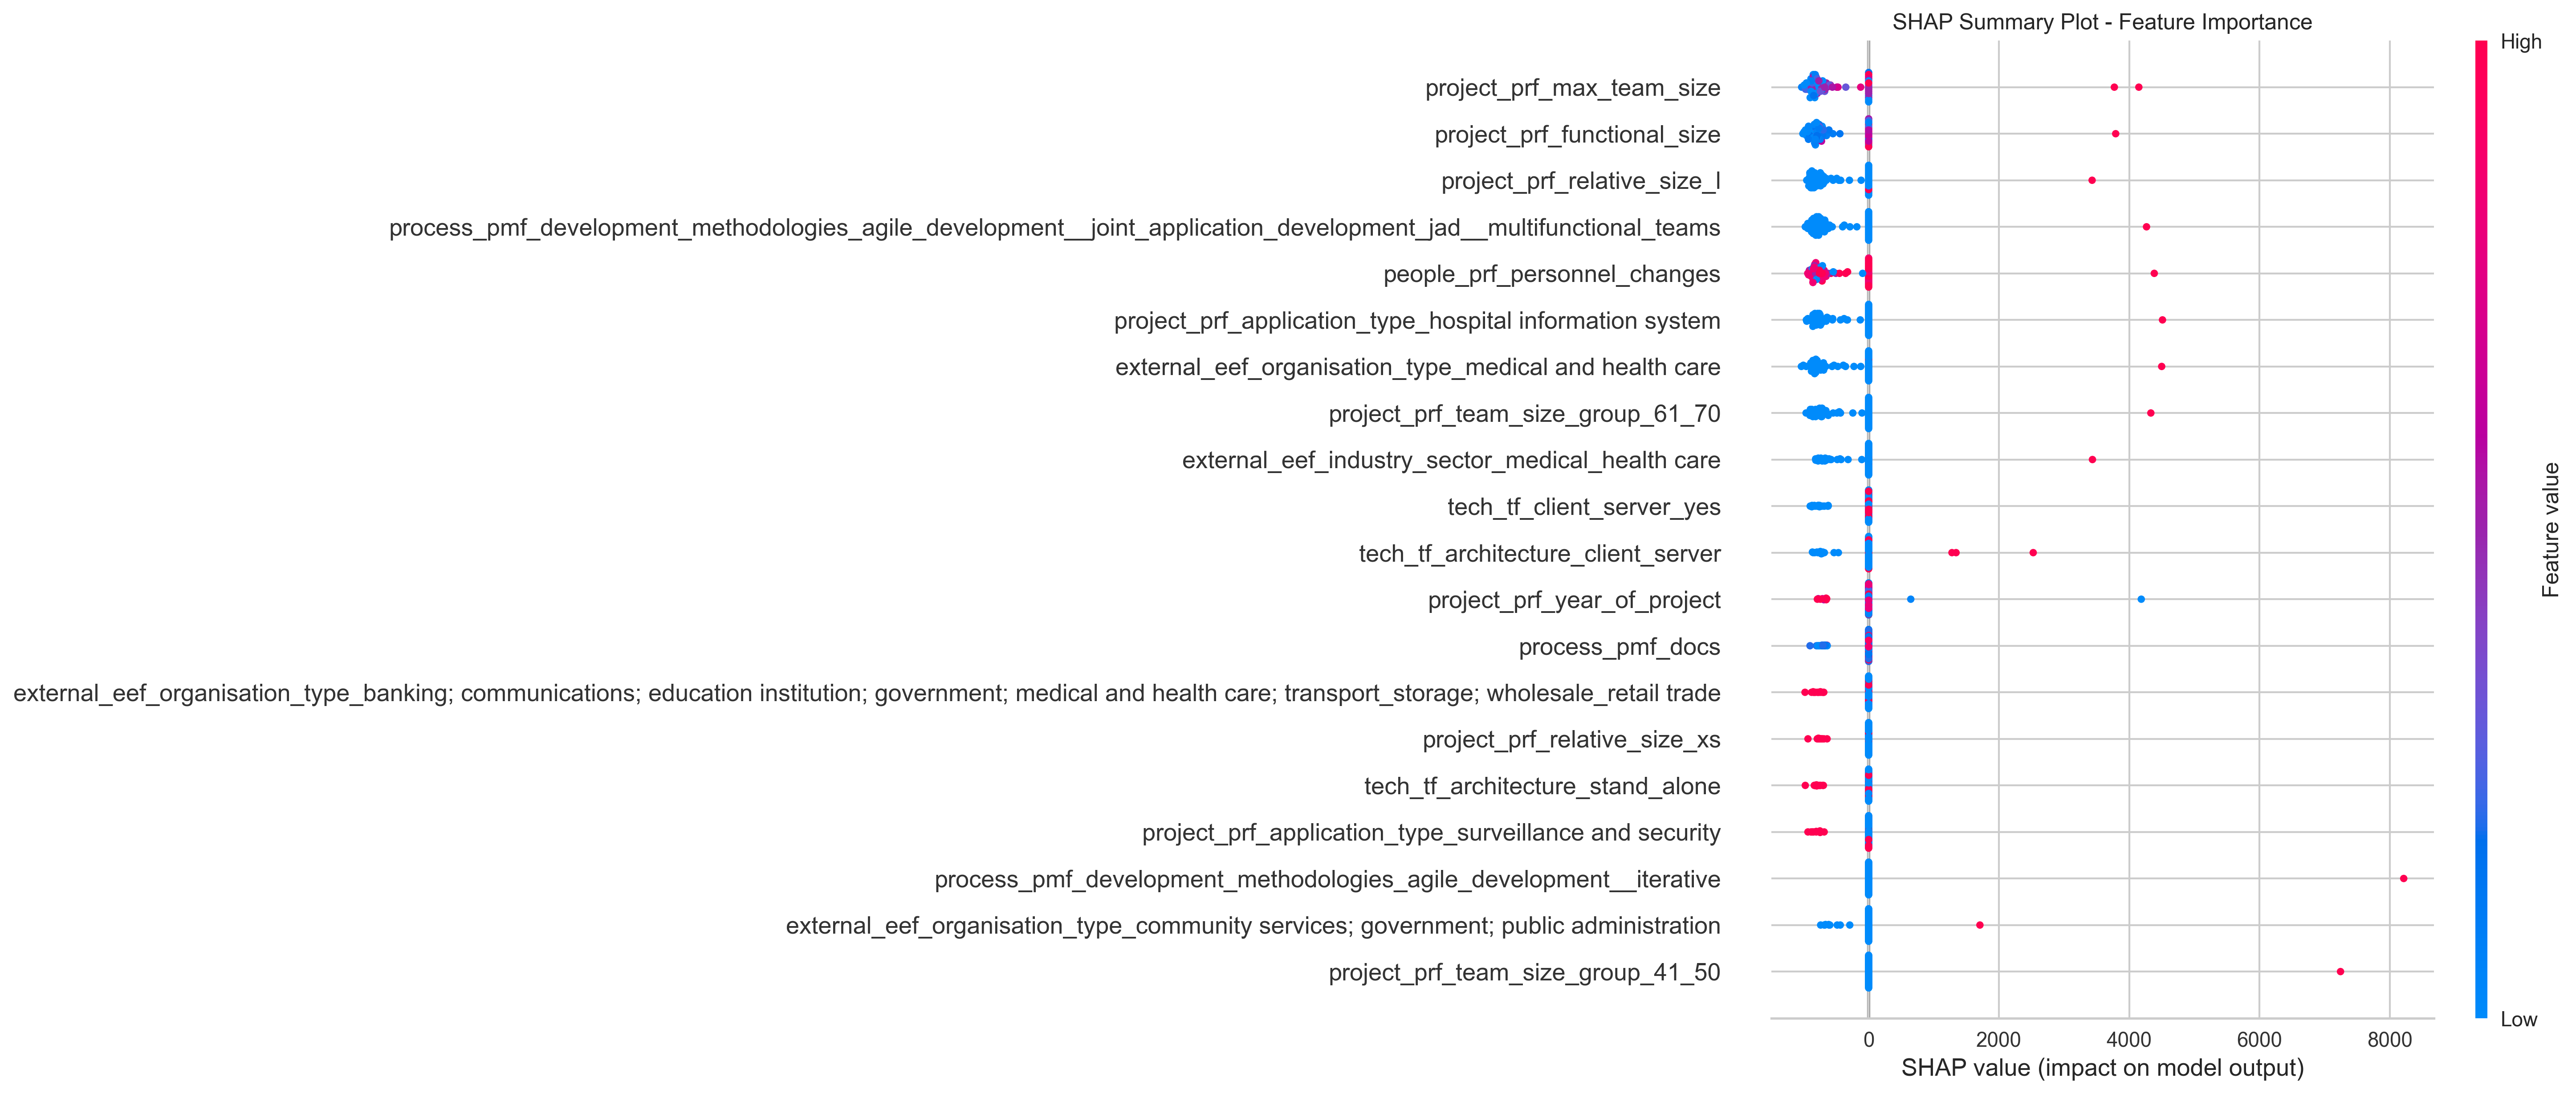 SHAP Summary Plot - Feature Importance
High
project_prf_max_team_size
project_prf_functional_size
project_prf_relative_size_l
process_pmf_development_methodologies_agile_development__joint_application_development_jad__multifunctional_teams
people_prf_personnel_changes
project_prf_application_type_hospital information system
external_eef_organisation_type_medical and health care
project_prf_team_size_group_61_70
external_eef_industry_sector_medical_health care
tech_tf_client_server_yes
tech_tf_architecture_client_server
project_prf_year_of_project
process_pmf_docs
external_eef_organisation_type_banking; communications; education institution; government; medical and health care; transport_storage; wholesale_retail trade
project_prf_relative_size_xs
tech_tf_architecture_stand_alone
project_prf_application_type_surveillance and security
process_pmf_development_methodologies_agile_development__iterative
external_eef_organisation_type_community services; government; public administration
project_prf_team_size_group_41_50
Feature value
Low
0 2000 4000 6000 8000
SHAP value (impact on model output)